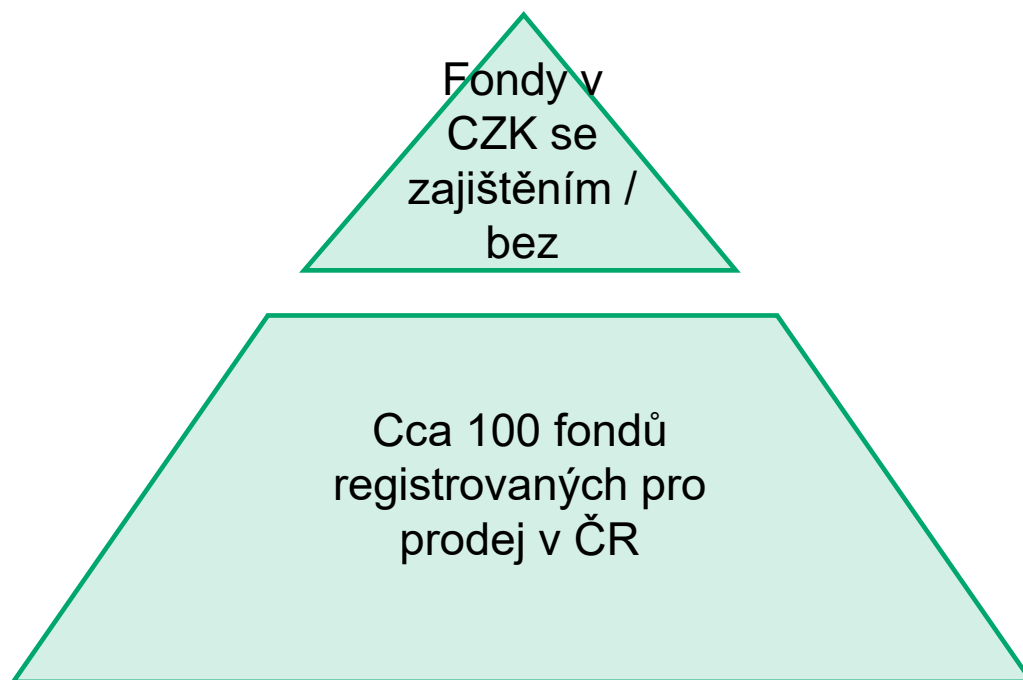 Fondy v
CZK se
zajištěním /
bez
Cca 100 fondů
registrovaných pro
prodej v ČR